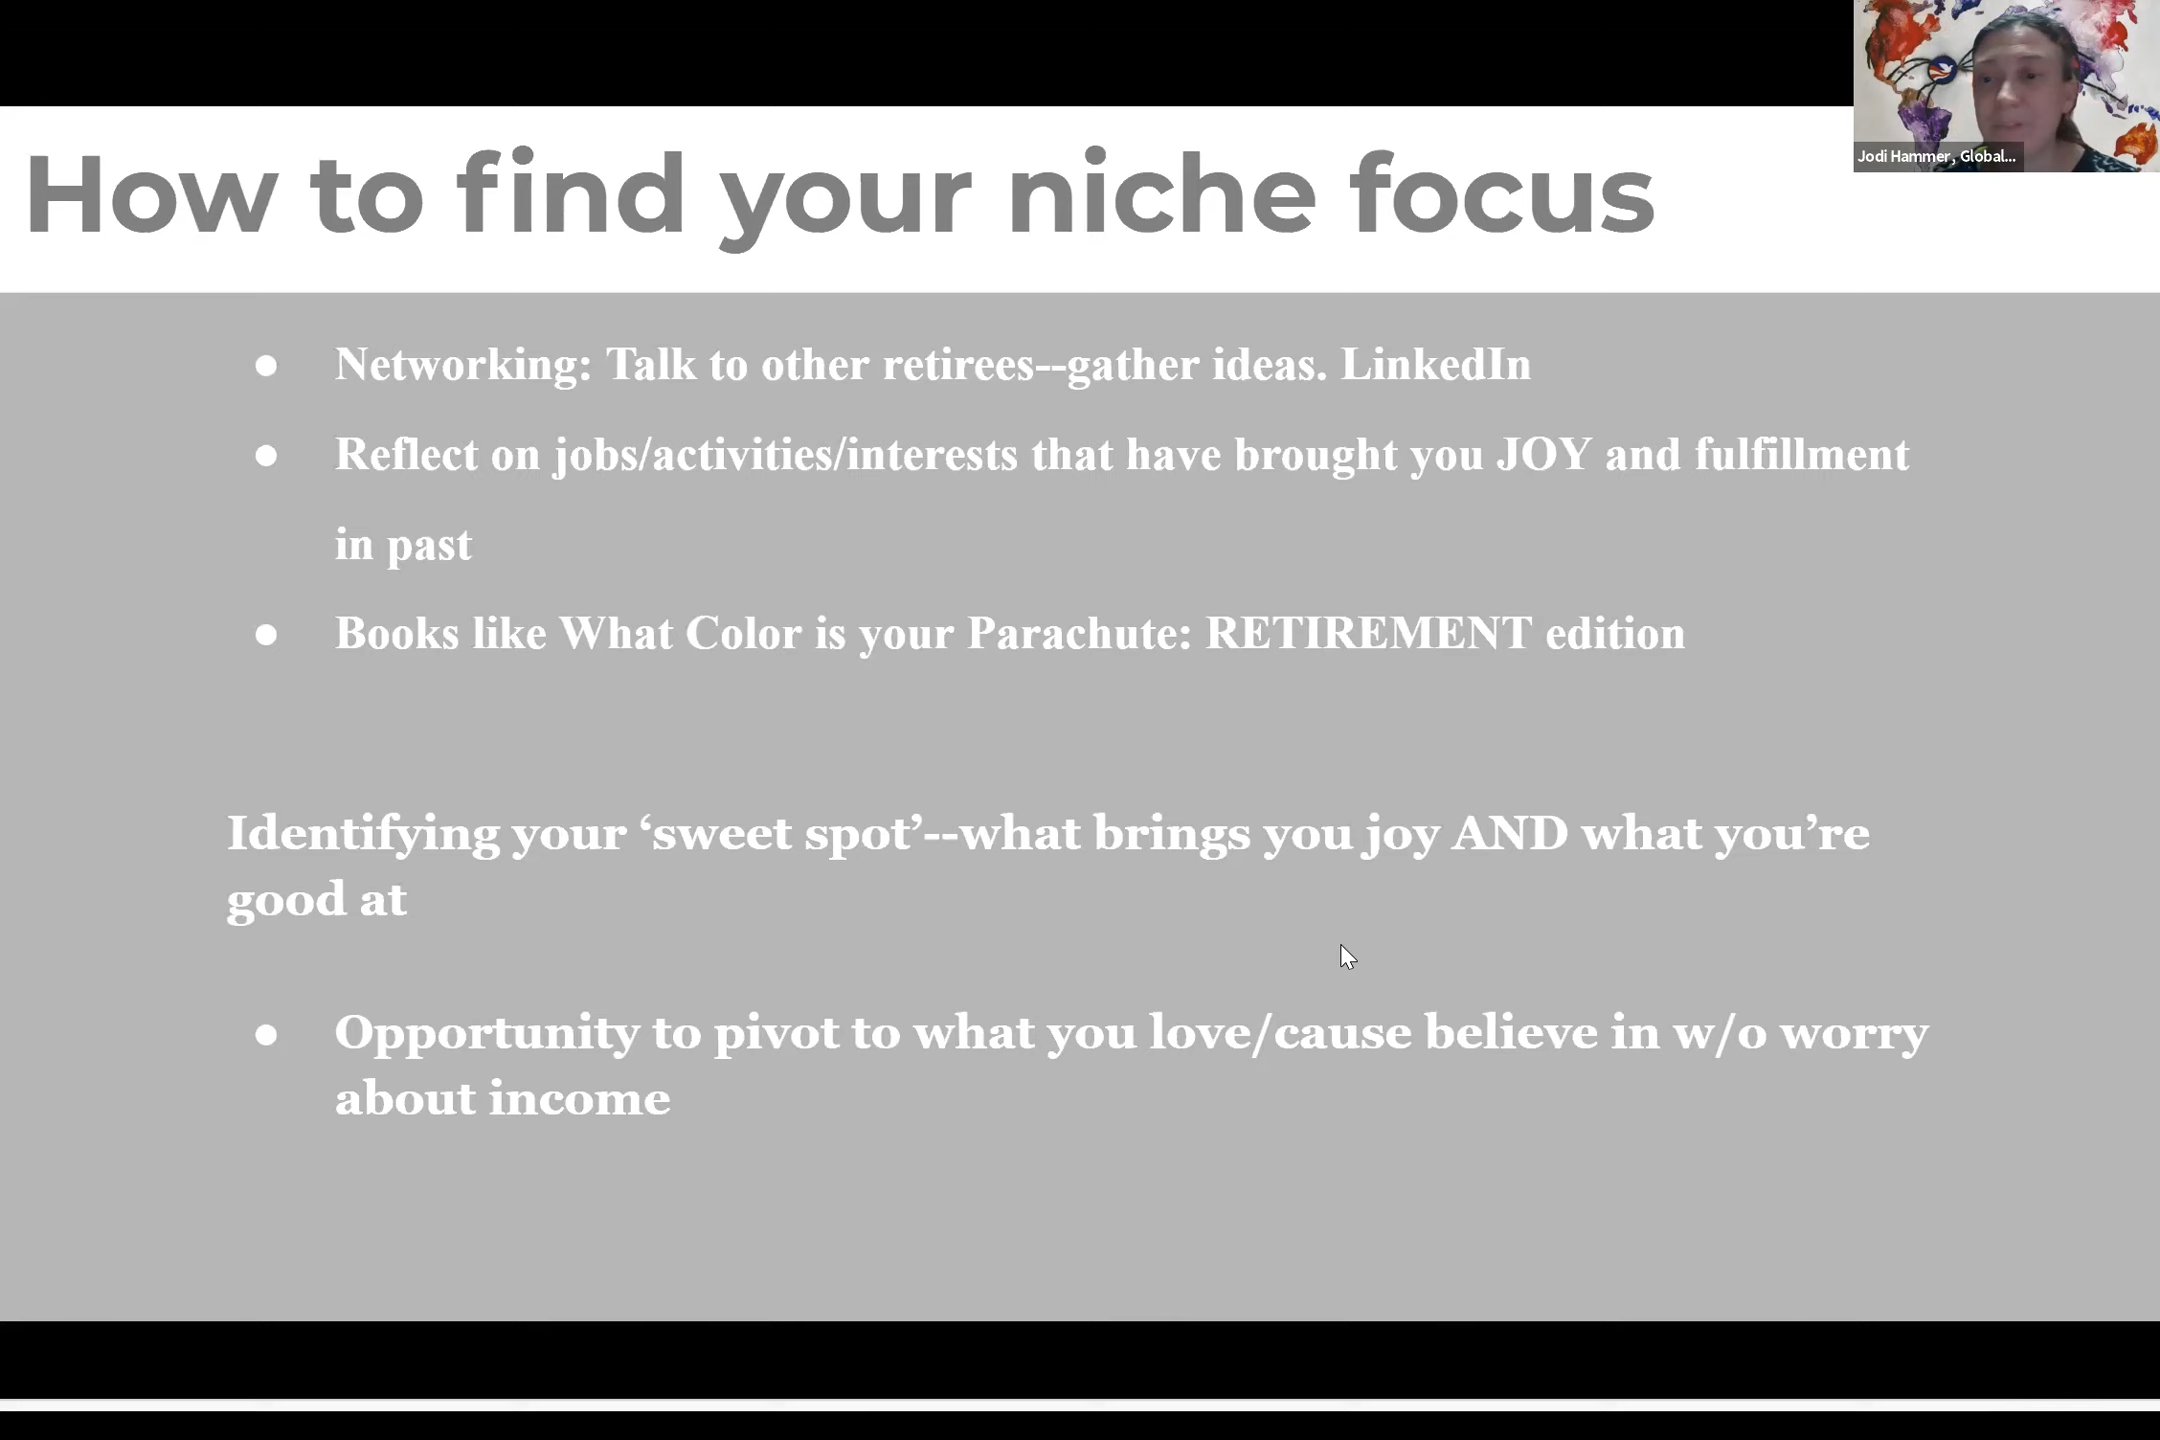 How to find your niche focus
Jodi Hammer, Global...
● Networking: Talk to other retirees--gather ideas. LinkedIn
● Reflect on jobs/activities/interests that have brought you JOY and fulfillment
in past
● Books like What Color is your Parachute: RETIREMENT edition
Identifying your ‘sweet spot’--what brings you joy AND what you’re
good at
● Opportunity to pivot to what you love/cause believe in w/o worry
about income